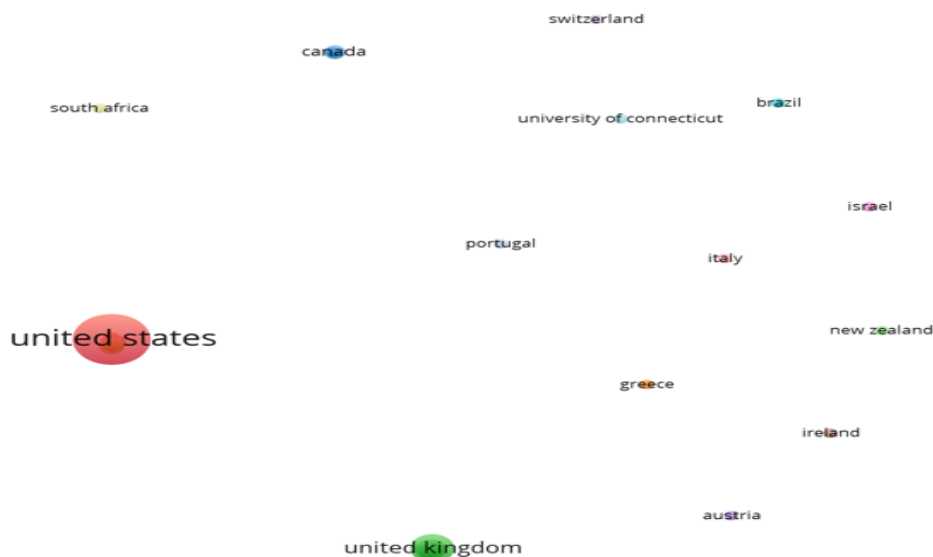 switzerland
canada
brazil
south africa
university of connecticut
israel
portugal
italy
new zealand
united states
greece
ireland
austria
united kingdom